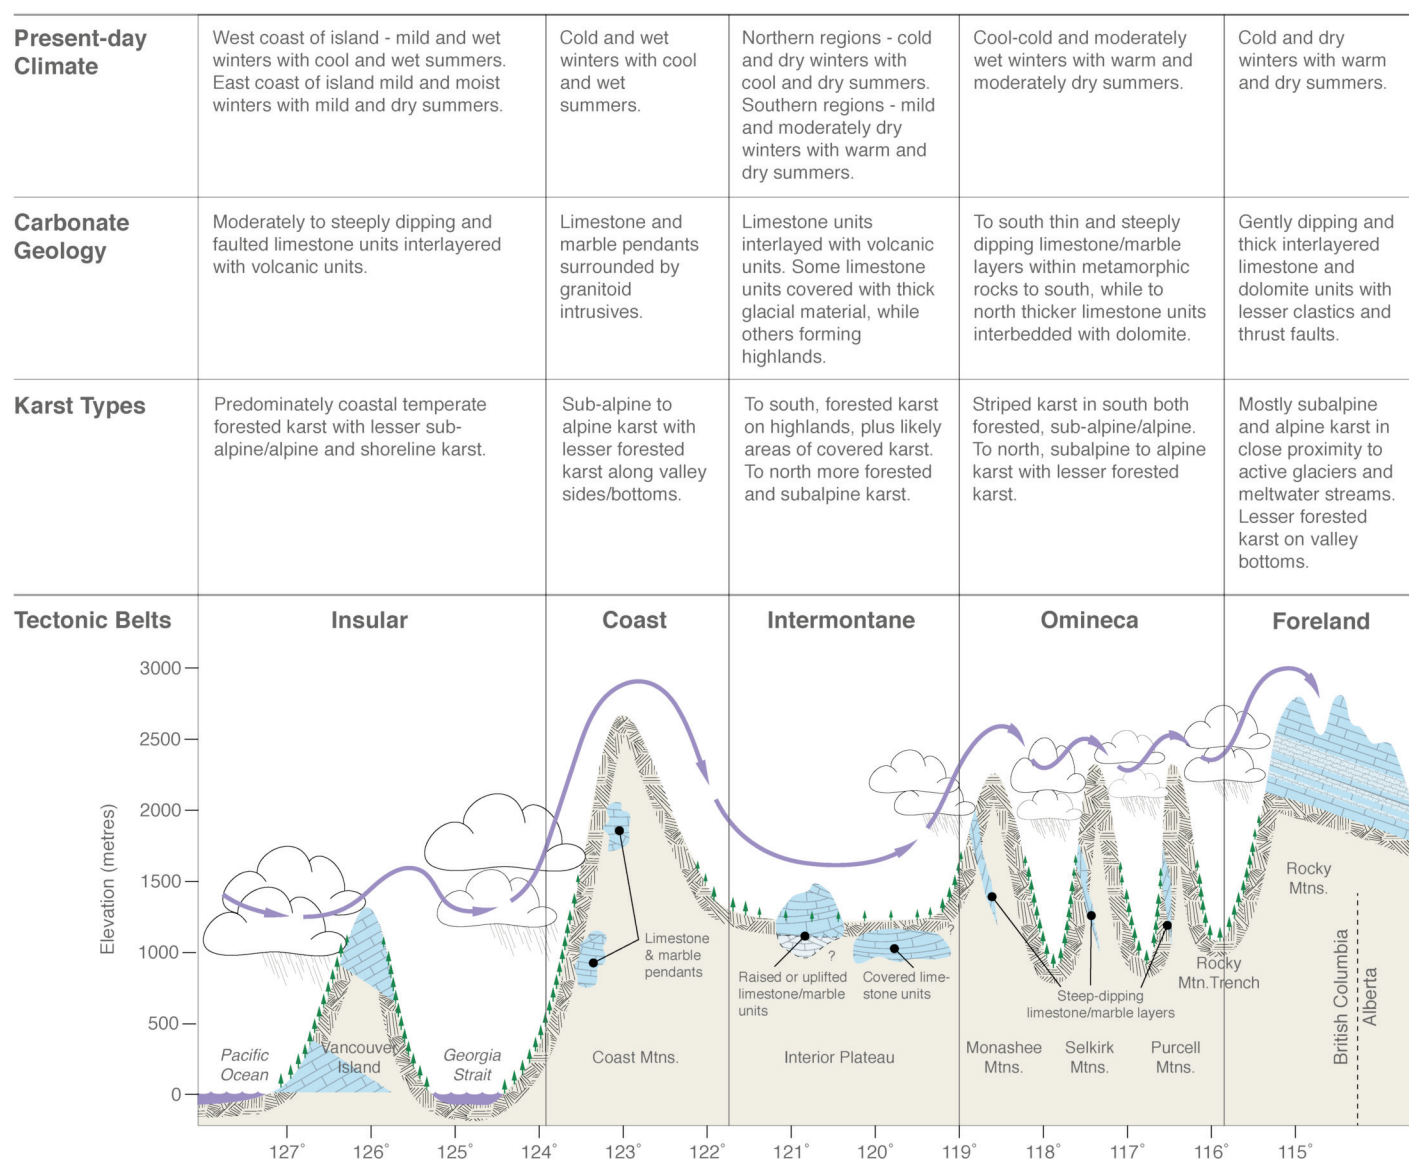 Present-day
Climate
West coast of island - mild and wet
winters with cool and wet summers.
East coast of island mild and moist
winters with mild and dry summers.
Cold and wet
winters with cool
and wet
summers.
Northern regions - cold
and dry winters with
cool and dry summers.
Southern regions - mild
and moderately dry
winters with warm and
dry summers.
Cool-cold and moderately
wet winters with warm and
moderately dry summers.
Cold and dry
winters with warm
and dry summers.
Carbonate
Geology
Moderately to steeply dipping and
faulted limestone units interlayered
with volcanic units.
Limestone and
marble pendants
surrounded by
granitoid
intrusives.
Limestone units
interlayed with volcanic
units. Some limestone
units covered with thick
glacial material, while
others forming
highlands.
To south thin and steeply
dipping limestone/marble
layers within metamorphic
rocks to south, while to
north thicker limestone units
interbedded with dolomite.
Gently dipping and
thick interlayered
limestone and
dolomite units with
lesser clastics and
thrust faults.
Karst Types
Predominately coastal temperate
forested karst with lesser sub-
alpine/alpine and shoreline karst.
Sub-alpine to
alpine karst with
lesser forested
karst along valley
sides/bottoms.
To south, forested karst
on highlands, plus likely
areas of covered karst.
To north more forested
and subalpine karst.
Striped karst in south both
forested, sub-alpine/alpine.
To north, subalpine to alpine
karst with lesser forested
karst.
Mostly subalpine
and alpine karst in
close proximity to
active glaciers and
meltwater streams.
Lesser forested
karst on valley
bottoms.
Tectonic Belts
Insular
Coast
Intermontane
Omineca
Foreland
Elevation (metres)
3000
2500
2000
1500
1000
500
0
Pacific
Ocean
Vancouver
Island
Georgia
Strait
Limestone
& marble
pendants
Coast Mtns.
Raised or uplifted
limestone/marble
units
?
Covered lime-
stone units
?
Interior Plateau
Steep-dipping
limestone/marble layers
Monashee
Mtns.
Selkirk
Mtns.
Purcell
Mtns.
Rocky
Mtn.Trench
Rocky
Mtns.
British Columbia
Alberta
127° 126° 125° 124° 123° 122° 121° 120° 119° 118° 117° 116° 115°